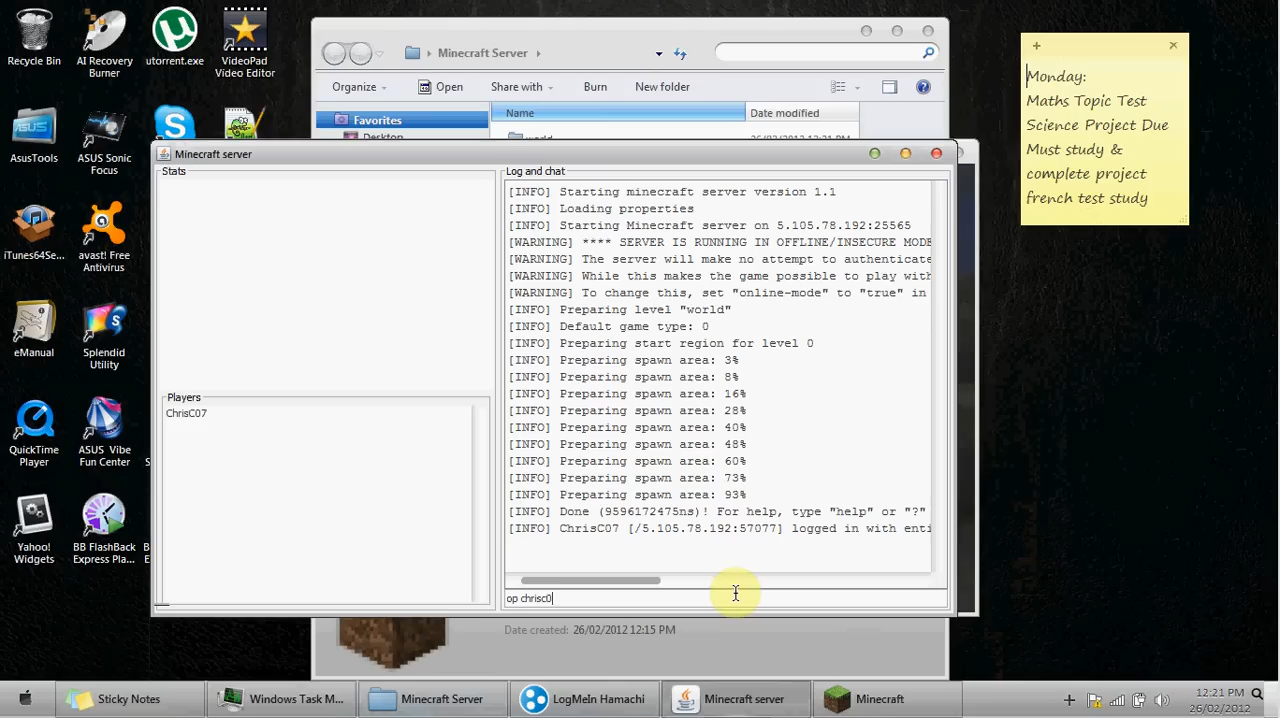 Recycle Bin
AI Recovery
Burner
utorrent.exe
VideoPad
Video Editor
AsusTools
ASUS Sonic
Focus
iTunes64Se...
avast! Free
Antivirus
eManual
Splendid
Utility
QuickTime
Player
ASUS Vibe
Fun Center
Yahoo!
Widgets
BB FlashBack
Express Pla...
Minecraft Server
Organize
Open
Share with
Burn
New folder
Favorites
Desktop
Name
Date modified
world
26/02/2012 12:21 PM
Minecraft server
Stats
Players
ChrisC07
Log and chat
[INFO] Starting minecraft server version 1.1
[INFO] Loading properties
[INFO] Starting Minecraft server on 5.105.78.192:25565
[WARNING] **** SERVER IS RUNNING IN OFFLINE/INSECURE MODE
[WARNING] The server will make no attempt to authenticate
[WARNING] While this makes the game possible to play with
[WARNING] To change this, set "online-mode" to "true" in
[INFO] Preparing level "world"
[INFO] Default game type: 0
[INFO] Preparing start region for level 0
[INFO] Preparing spawn area: 3%
[INFO] Preparing spawn area: 8%
[INFO] Preparing spawn area: 16%
[INFO] Preparing spawn area: 28%
[INFO] Preparing spawn area: 40%
[INFO] Preparing spawn area: 48%
[INFO] Preparing spawn area: 60%
[INFO] Preparing spawn area: 73%
[INFO] Preparing spawn area: 93%
[INFO] Done (9596172475ns)! For help, type "help" or "?"
[INFO] ChrisC07 [/5.105.78.192:57077] logged in with enti
op chrisc0
Date created: 26/02/2012 12:15 PM
Monday:
Maths Topic Test
Science Project Due
Must study &
complete project
french test study
Sticky Notes
Windows Task M...
Minecraft Server
LogMeIn Hamachi
Minecraft server
Minecraft
12:21 PM
26/02/2012